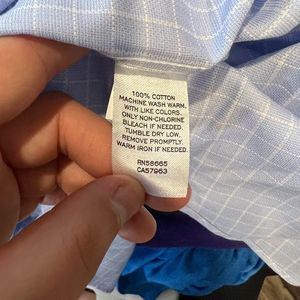 100% COTTON
MACHINE WASH WARM,
WITH LIKE COLORS.
ONLY NON-CHLORINE
BLEACH IF NEEDED.
TUMBLE DRY LOW.
REMOVE PROMPTLY.
WARM IRON IF NEEDED.
RN58665
CA57963